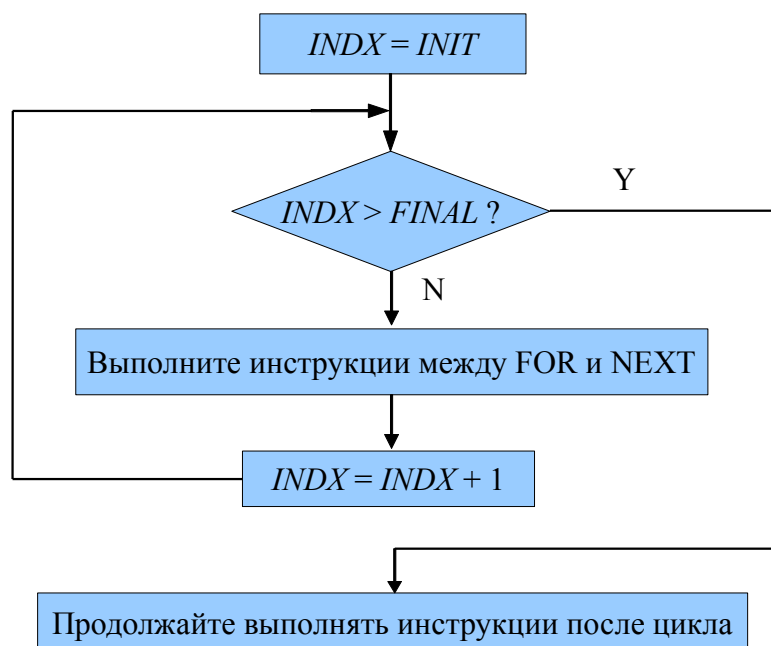 INDX = INIT
INDX > FINAL ?
Y
N
Выполните инструкции между FOR и NEXT
INDX = INDX + 1
Продолжайте выполнять инструкции после цикла